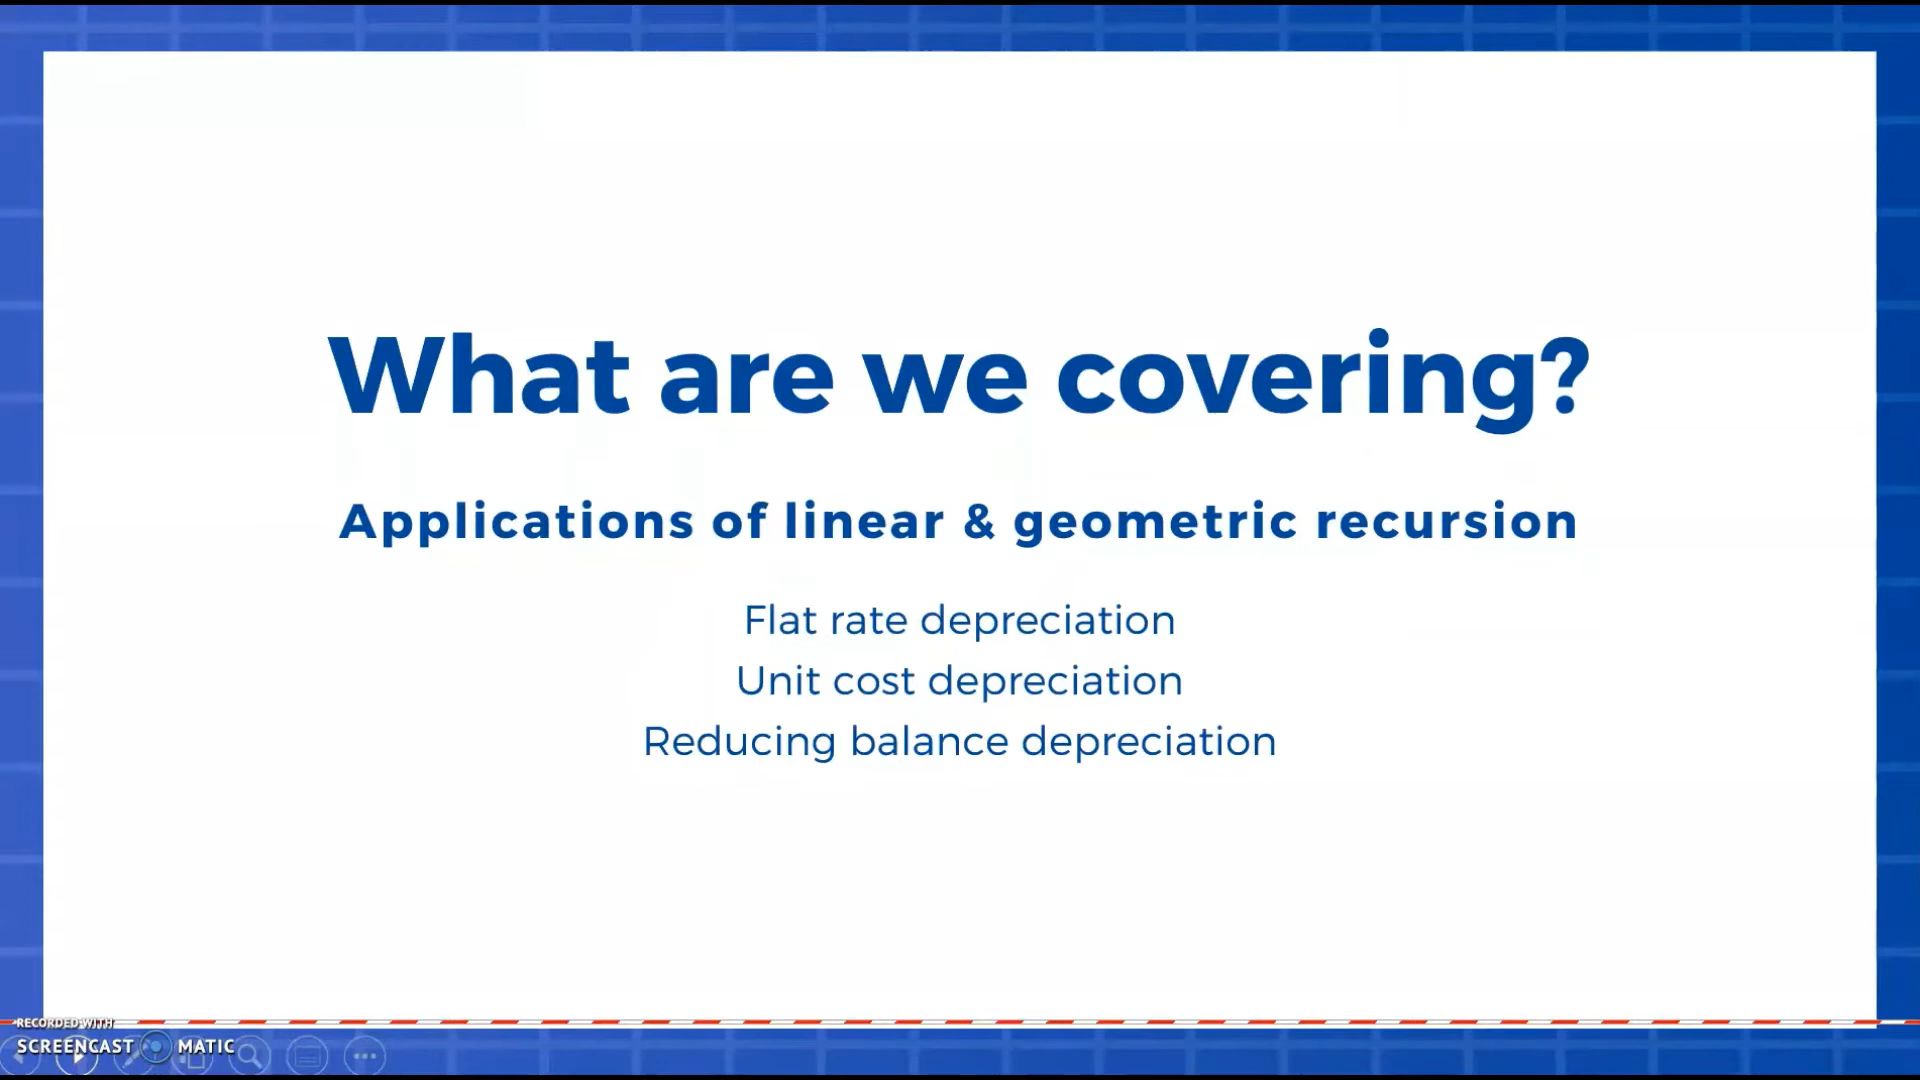 What are we covering?
Applications of linear & geometric recursion
Flat rate depreciation
Unit cost depreciation
Reducing balance depreciation
RECORDED WITH
SCREENCAST MATIC